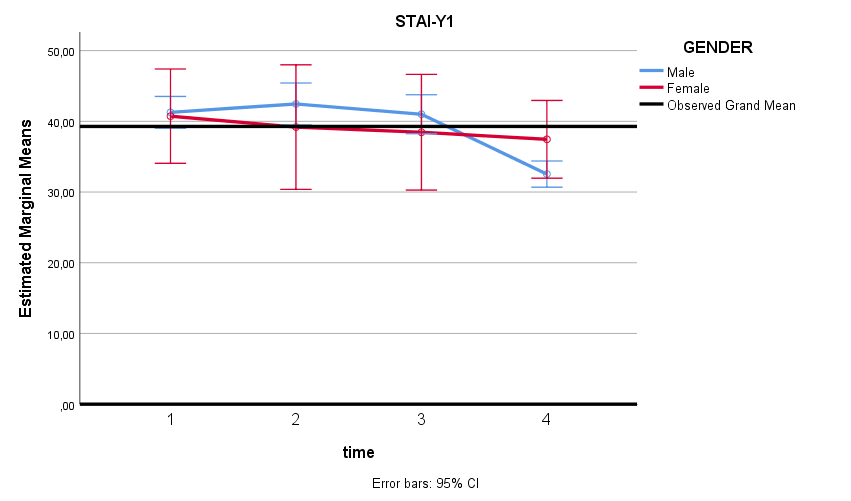 STAI-Y1
GENDER
Male
Female
Observed Grand Mean
Estimated Marginal Means
50,00
40,00
30,00
20,00
10,00
,00
1 2 3 4
time
Error bars: 95% CI